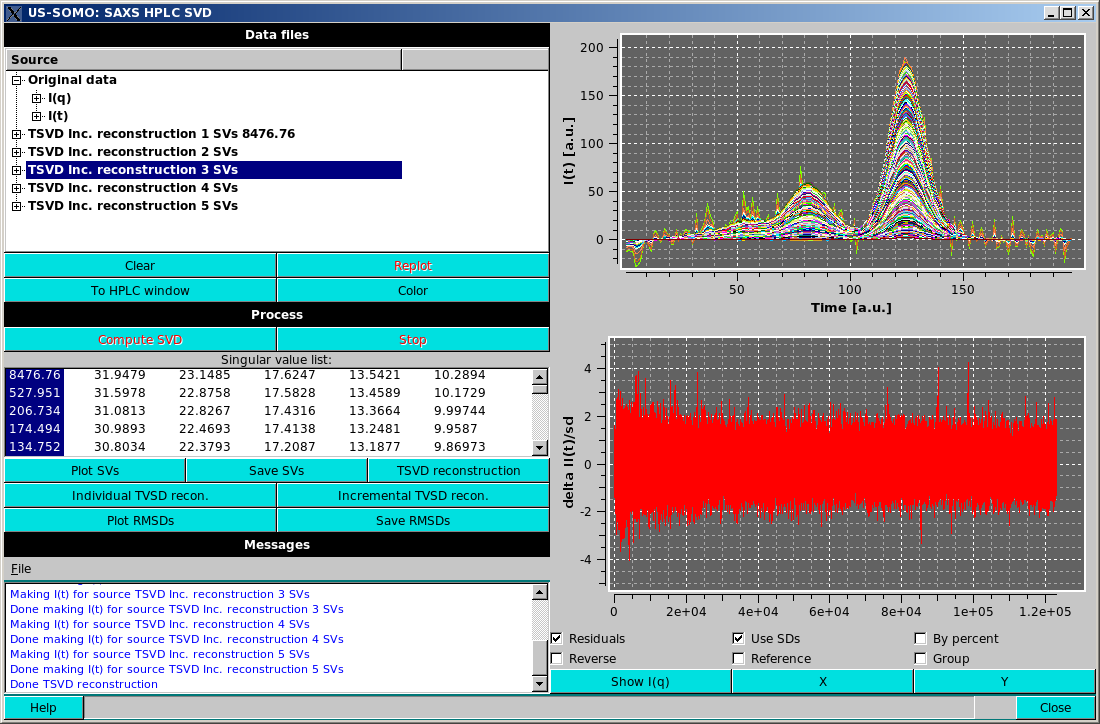 US-SOMO: SAXS HPLC SVD
Data files
Source
Original data
I(q)
I(t)
TSVD Inc. reconstruction 1 SVs 8476.76
TSVD Inc. reconstruction 2 SVs
TSVD Inc. reconstruction 3 SVs
TSVD Inc. reconstruction 4 SVs
TSVD Inc. reconstruction 5 SVs
Clear Replot
To HPLC window Color
Process
Compute SVD Stop
Singular value list:
8476.76 31.9479 23.1485 17.6247 13.5421 10.2894
527.951 31.5978 22.8758 17.5828 13.4589 10.1729
206.734 31.0813 22.8267 17.4316 13.3664 9.99744
174.494 30.9893 22.4693 17.4138 13.2481 9.9587
134.752 30.8034 22.3793 17.2087 13.1877 9.86973
Plot SVs Save SVs TSVD reconstruction
Individual TVSD recon. Incremental TVSD recon.
Plot RMSDs Save RMSDs
Messages
File
Making I(t) for source TSVD Inc. reconstruction 3 SVs
Done making I(t) for source TSVD Inc. reconstruction 3 SVs
Making I(t) for source TSVD Inc. reconstruction 4 SVs
Done making I(t) for source TSVD Inc. reconstruction 4 SVs
Making I(t) for source TSVD Inc. reconstruction 5 SVs
Done making I(t) for source TSVD Inc. reconstruction 5 SVs
Done TSVD reconstruction
Help
I(t) [a.u.]
200
150
100
50
0
50 100 150
Time [a.u.]
delta II(t)/sd
4
2
0
-2
-4
0 2e+04 4e+04 6e+04 8e+04 1e+05 1.2e+05
Residuals Use SDs By percent
Reverse Reference Group
Show I(q) X Y
Close